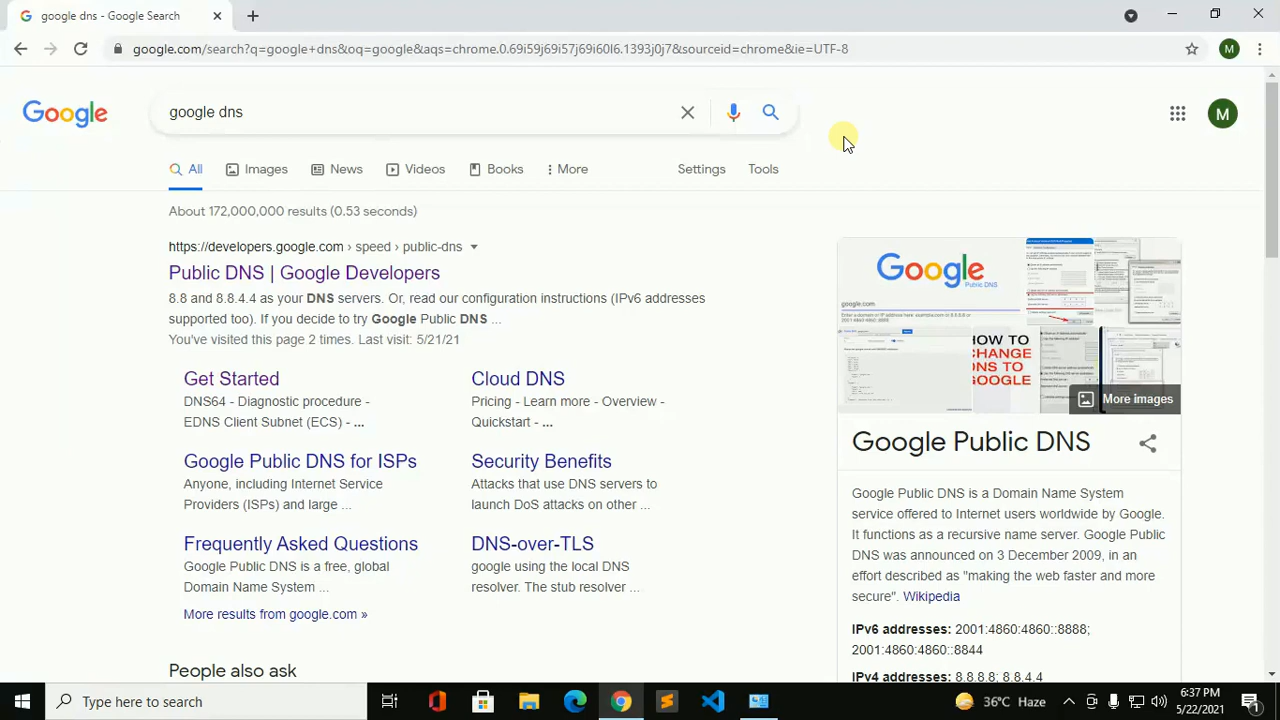 google dns - Google Search
google.com/search?q=google+dns&oq=google&aqs=chrome.0.69i59j69i57j69i60l6.1393j0j7&sourceid=chrome&ie=UTF-8
M
Google
google dns
M
All
Images
News
Videos
Books
More
Settings
Tools
About 172,000,000 results (0.53 seconds)
https://developers.google.com › speed › public-dns
Public DNS | Google Developers
8.8 and 8.8.4.4 as your DNS servers. Or, read our configuration instructions (IPv6 addresses
supported too). If you decide Google Public DNS ...
You've visited this page 2 times. Last visit: 5/21/21
Get Started
DNS64 - Diagnostic procedure -
EDNS Client Subnet (ECS) - ...
Cloud DNS
Pricing - Learn more - Overview -
Quickstart - ...
Google Public DNS for ISPs
Anyone, including Internet Service
Providers (ISPs) and large ...
Security Benefits
Attacks that use DNS servers to
launch DoS attacks on other ...
Frequently Asked Questions
Google Public DNS is a free, global
Domain Name System ...
DNS-over-TLS
google using the local DNS
resolver. The stub resolver ...
More results from google.com »
People also ask
Google
Public DNS
google.com
HOW TO
CHANGE
DNS TO
GOOGLE
More images
Google Public DNS
Google Public DNS is a Domain Name System
service offered to Internet users worldwide by Google.
It functions as a recursive name server. Google Public
DNS was announced on 3 December 2009, in an
effort described as "making the web faster and more
secure". Wikipedia
IPv6 addresses: 2001:4860:4860::8888;
2001:4860:4860::8844
IPv4 addresses: 8.8.8.8; 8.8.4.4
Type here to search
36°C Haze
6:37 PM
5/22/2021
1